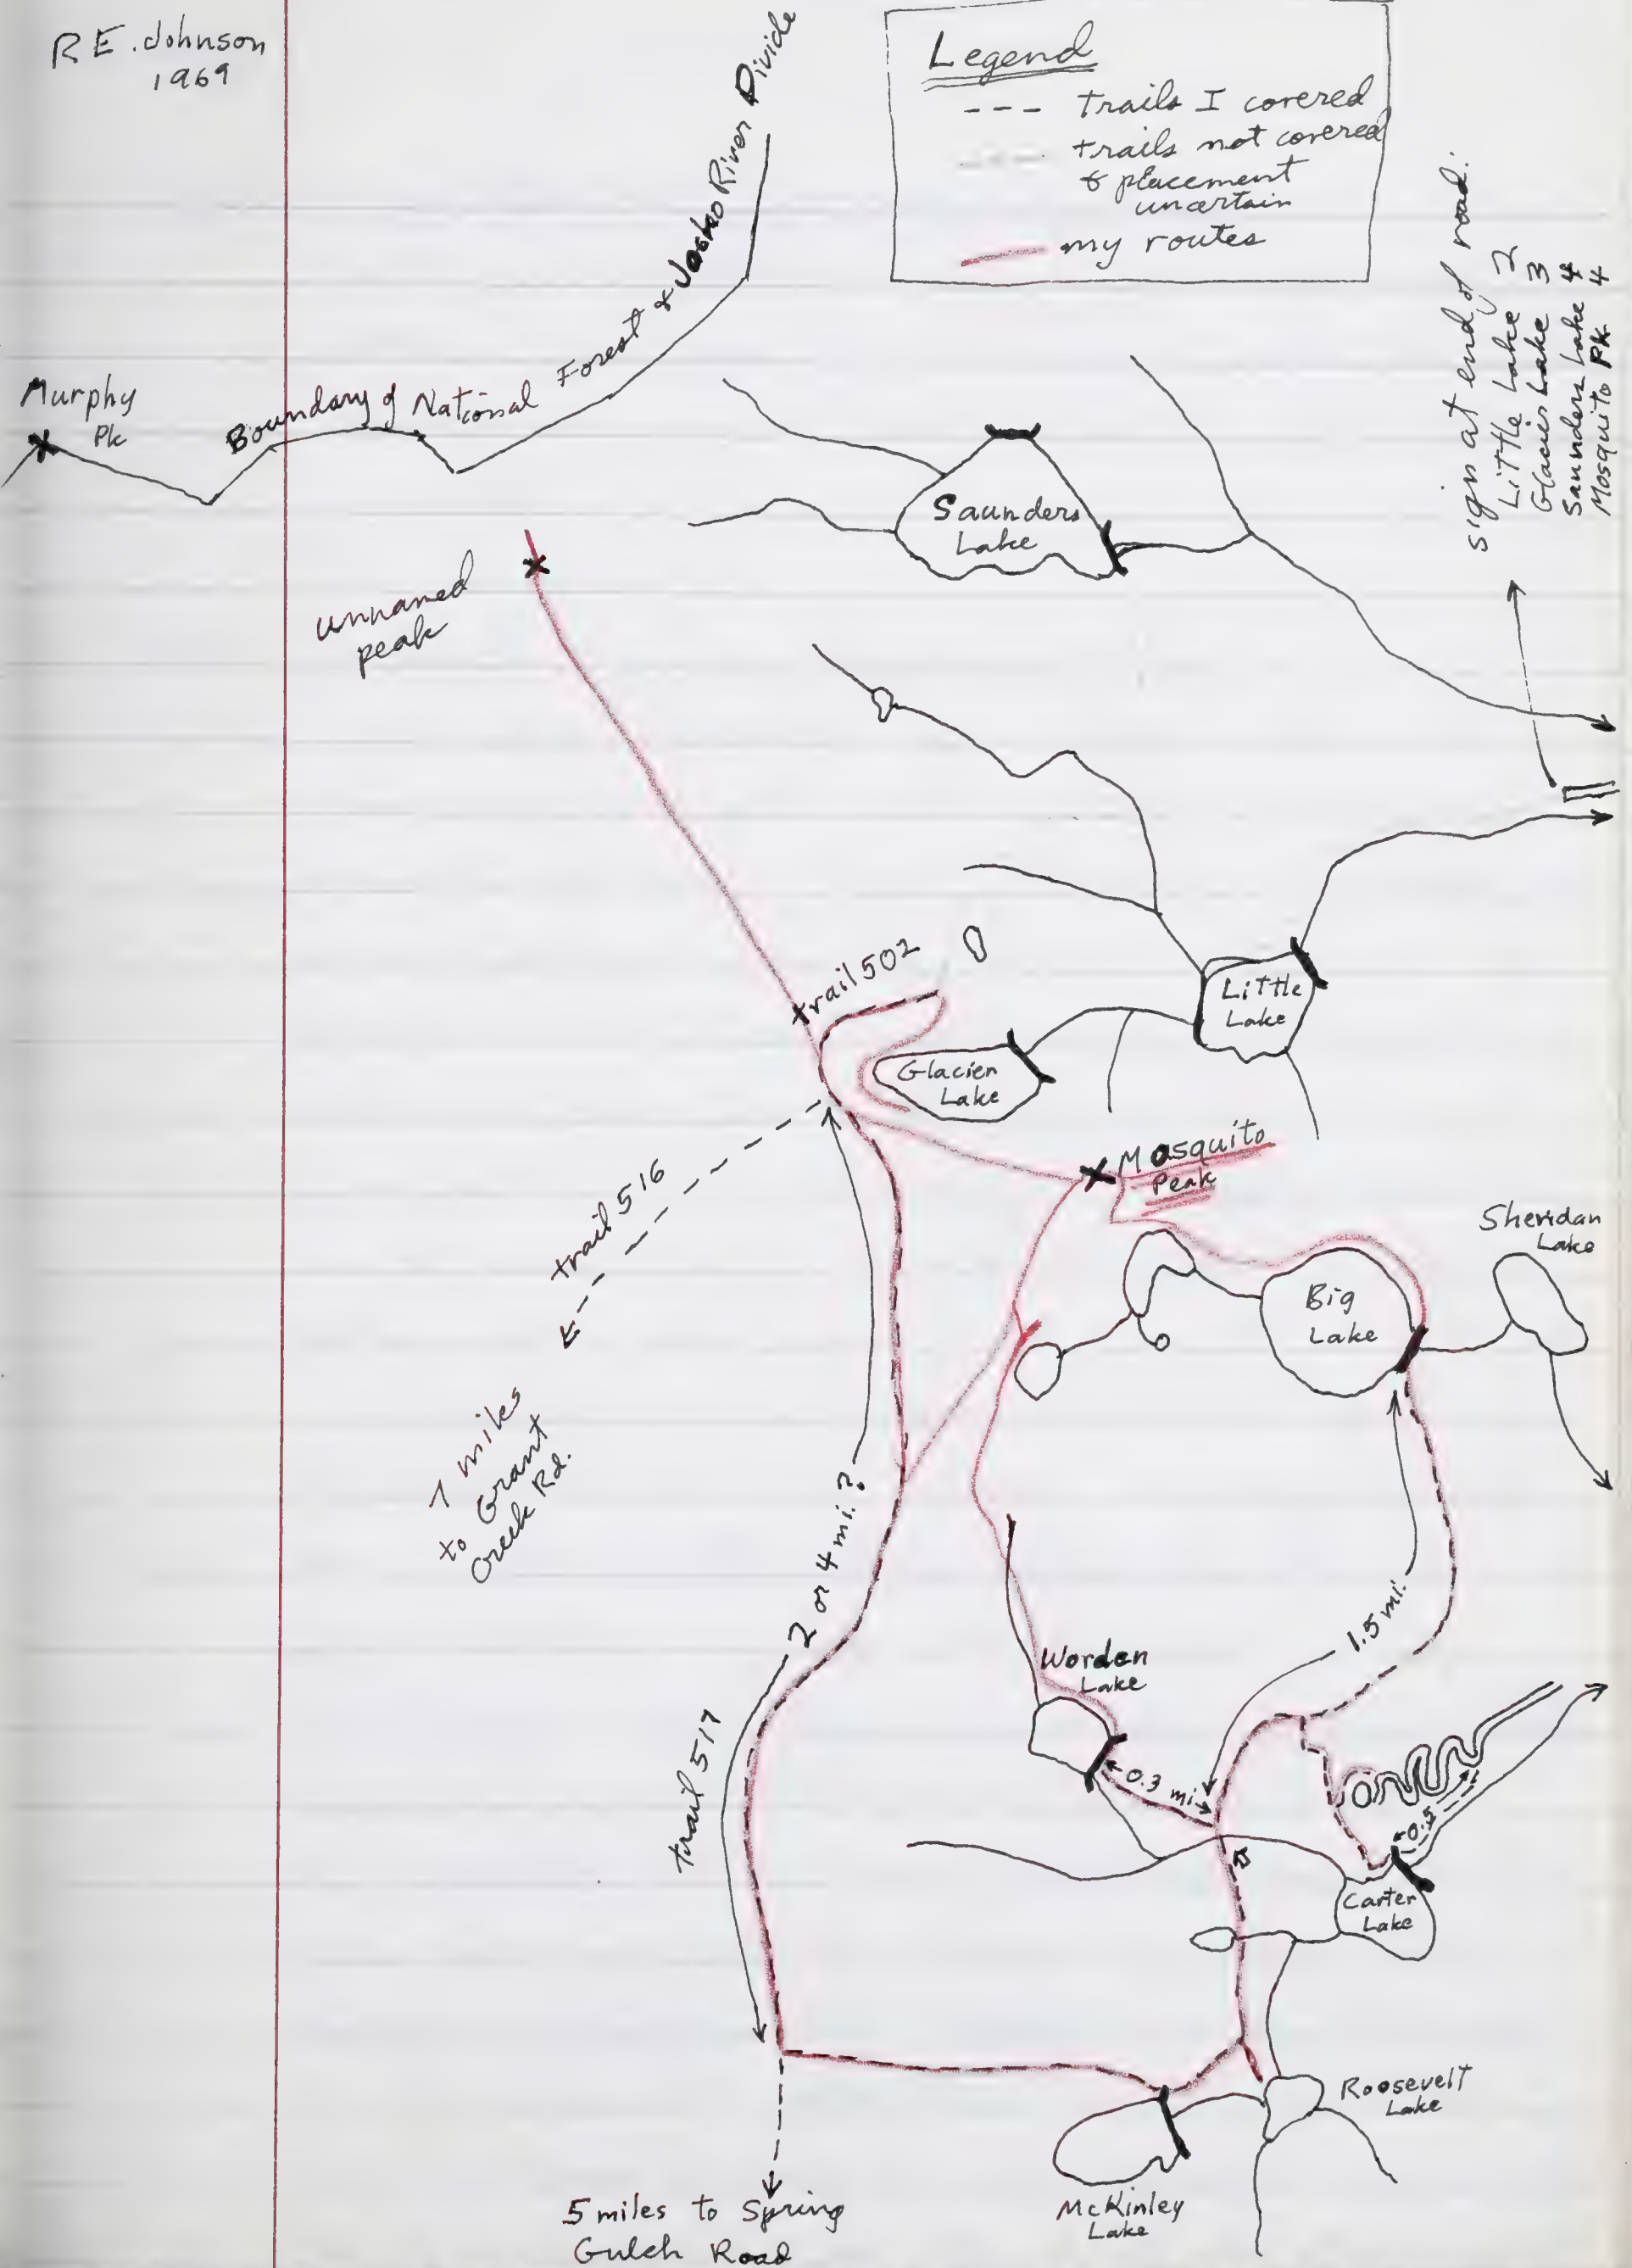 R E. Johnson
1969
Legend
--- trails I covered
trails not covered
& placement
uncertain
my routes
sign at end of road:
Little Lake 2
Glacier Lake 3
Saunders Lake 4
Mosquito PK 4
Murphy
Pk
Boundary of National Forest & Jocko River Divide
Saunders
Lake
unnamed
peak
trail 502
Little
Lake
Glacier
Lake
Mosquito
Peak
trail 516
Sheridan
Lake
Big
Lake
7 miles
to Grant
Creek Rd.
2 or 4 mi.?
1.5 mi.
Worden
Lake
trail 517
0.3 mi
0.5
Carter
Lake
Roosevelt
Lake
McKinley
Lake
5 miles to Spring
Gulch Road